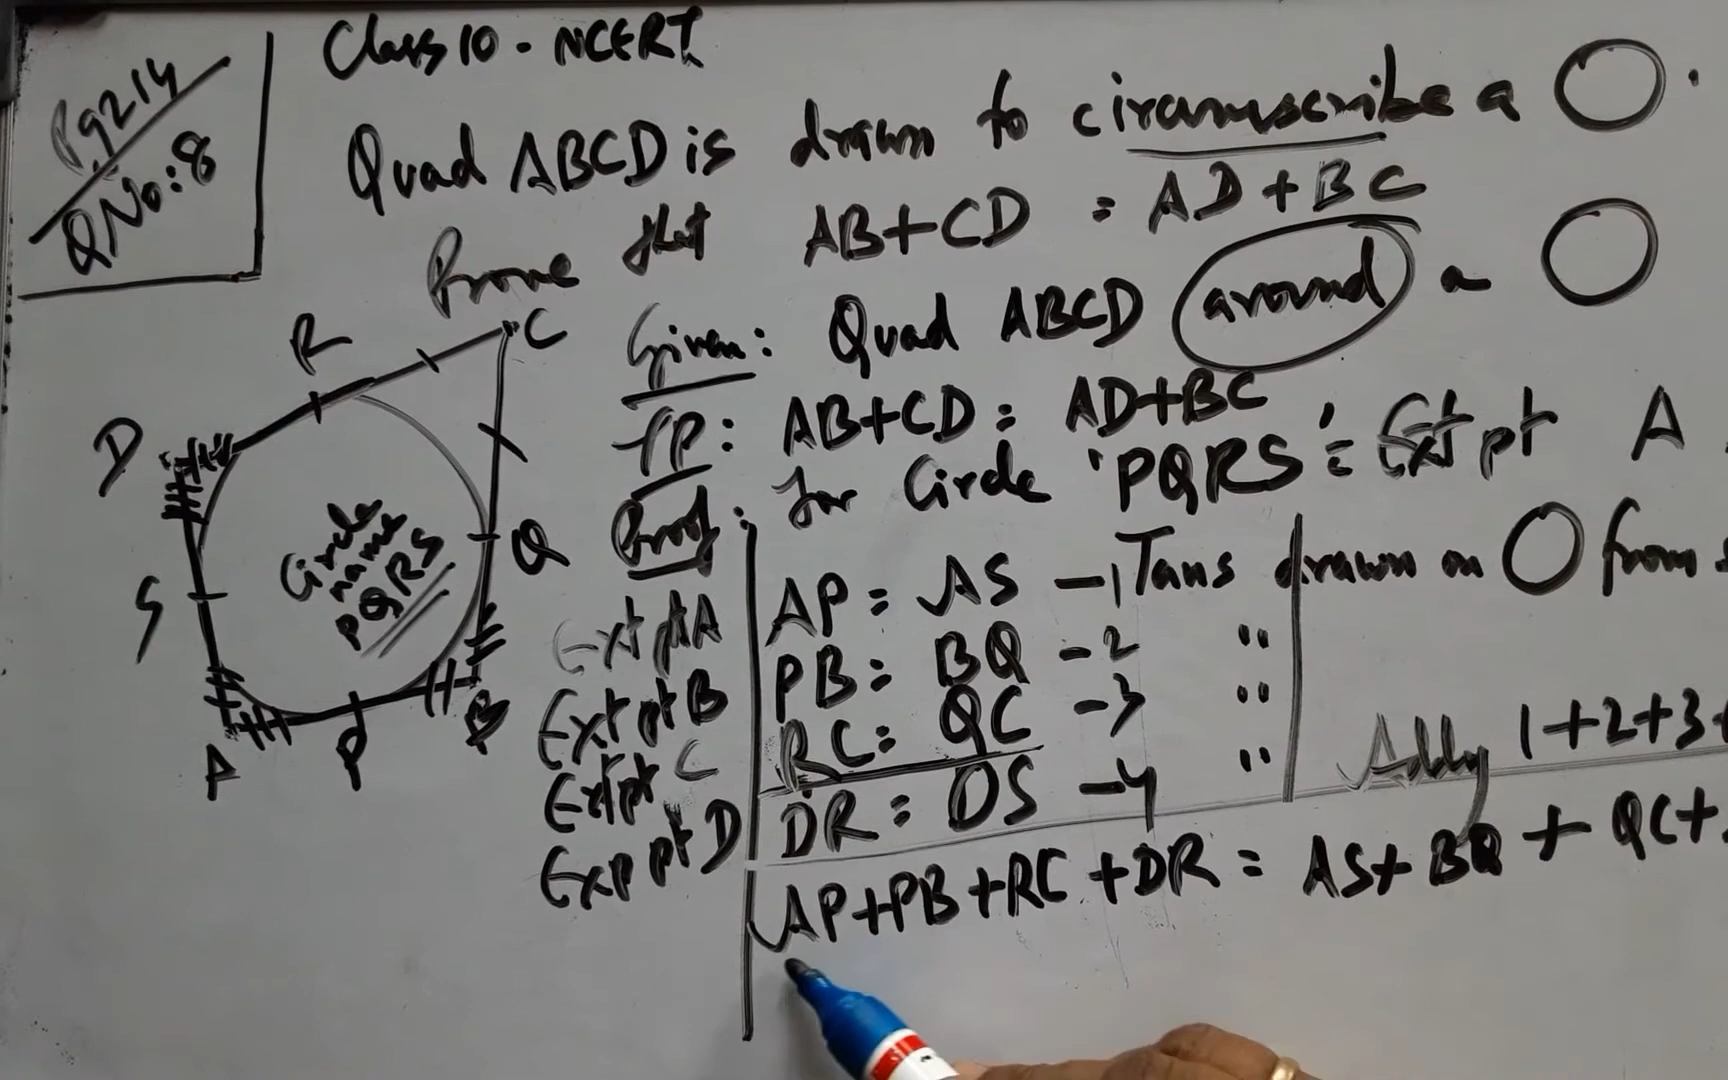 Class 10 - NCERT
Pg 214
QNo: 8
Quad ABCD is drawn to circumscribe a ○.
Prove that AB+CD = AD+BC
Given: Quad ABCD around a ○
TP: AB+CD = AD+BC
Proof: for Circle 'PQRS': Ext pt A
Ext pt A AP = AS -1 Tans drawn on ○ from
Ext pt B PB = BQ -2 "
Ext pt C RC = QC -3 "
Exp pt D DR = DS -4 "
Addg 1+2+3+
AP+PB+RC+DR = AS+BQ+QC+
R
C
D
Q
S
Circle
name
PQRS
A
P
B